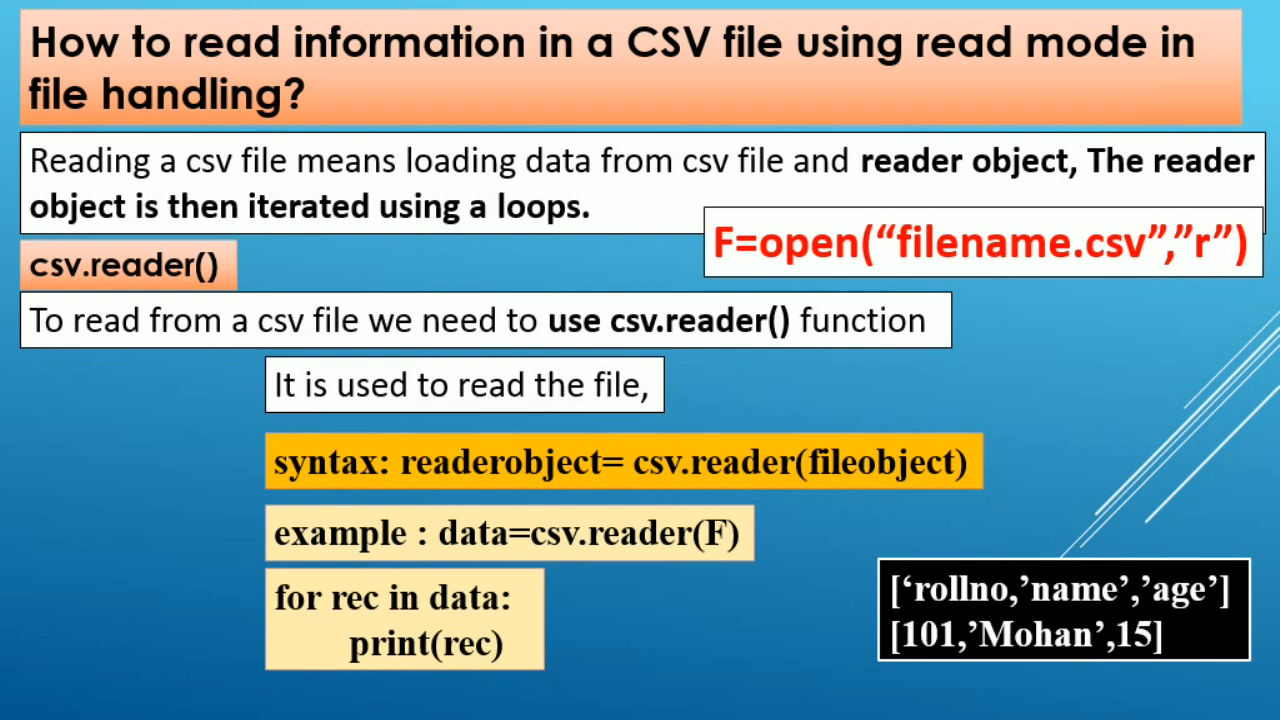 How to read information in a CSV file using read mode in
file handling?
Reading a csv file means loading data from csv file and reader object, The reader
object is then iterated using a loops.
F=open(“filename.csv”,”r”)
csv.reader()
To read from a csv file we need to use csv.reader() function
It is used to read the file,
syntax: readerobject= csv.reader(fileobject)
example : data=csv.reader(F)
for rec in data:
print(rec)
[‘rollno,’name’,’age’]
[101,’Mohan’,15]